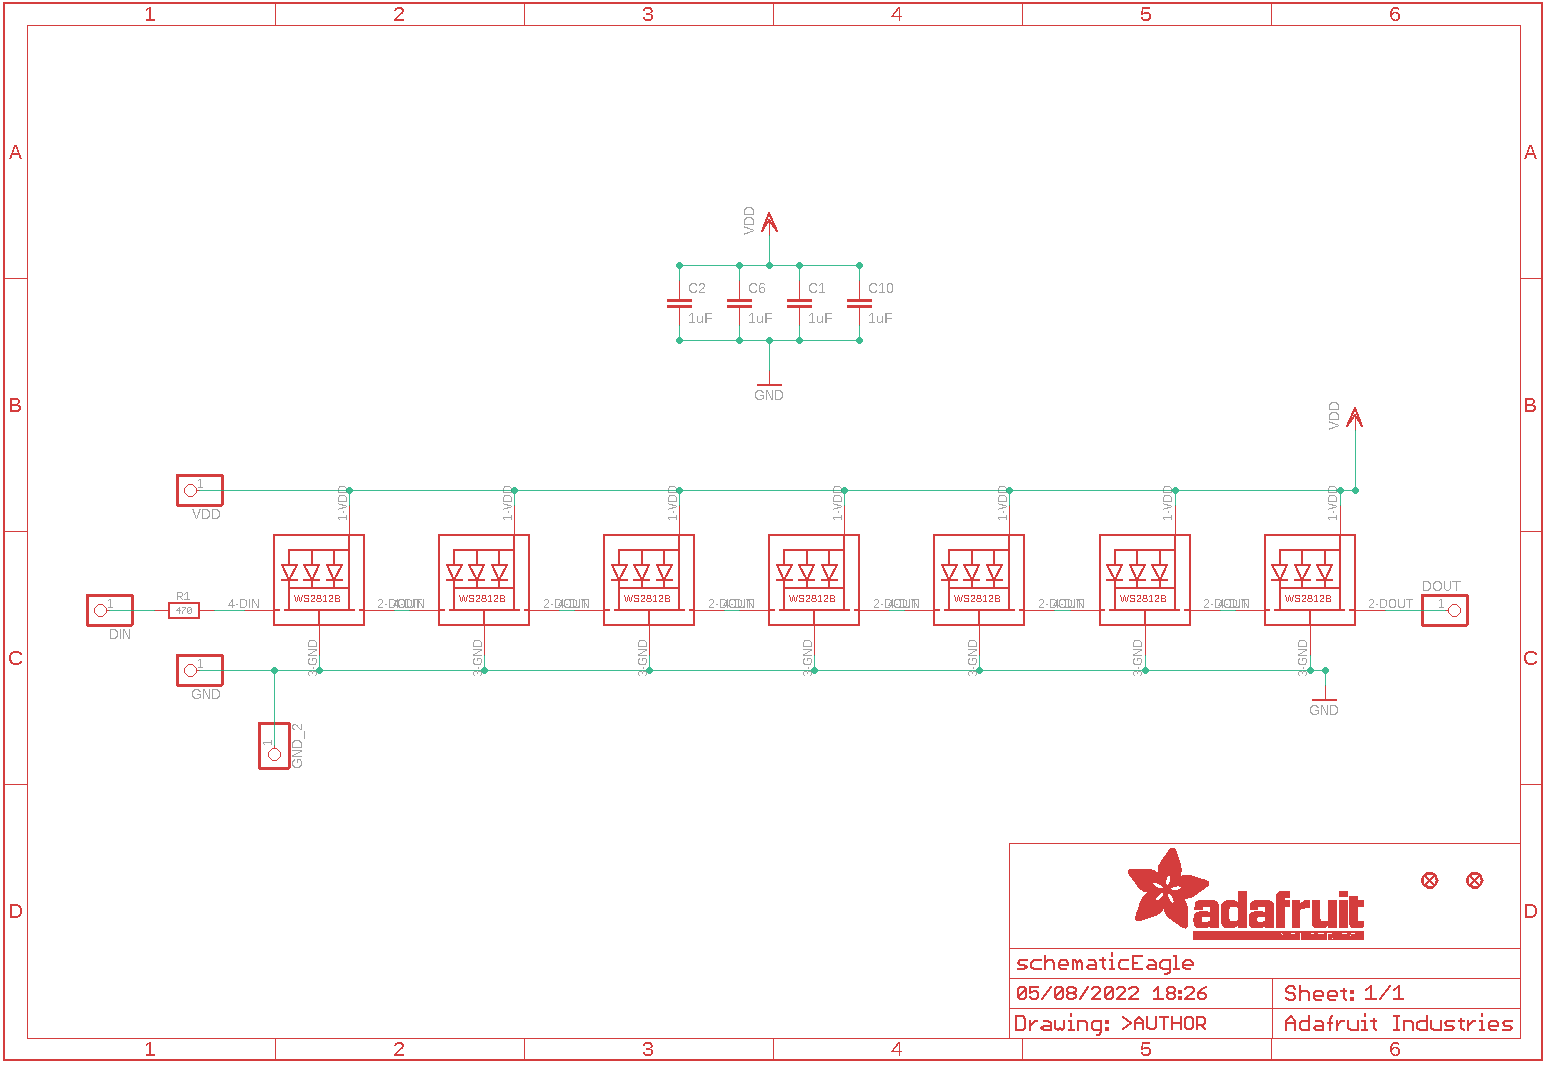 1 2 3 4 5 6
A A
VDD
C2 C6 C1 C10
1uF 1uF 1uF 1uF
GND
B B
VDD
1
VDD
1-VDD 1-VDD 1-VDD 1-VDD 1-VDD 1-VDD 1-VDD
WS2812B WS2812B WS2812B WS2812B WS2812B WS2812B WS2812B
DOUT
R1
1 470 4-DIN 2-DOUT 4-DIN 2-DOUT 4-DIN 2-DOUT 4-DIN 2-DOUT 4-DIN 2-DOUT 4-DIN 2-DOUT 4-DIN 2-DOUT 1
DIN
3-GND 3-GND 3-GND 3-GND 3-GND 3-GND 3-GND
C C
1
GND
GND
1
GND_2
adafruit
D D
schematicEagle
05/08/2022 18:26 Sheet: 1/1
Drawing: >AUTHOR Adafruit Industries
1 2 3 4 5 6